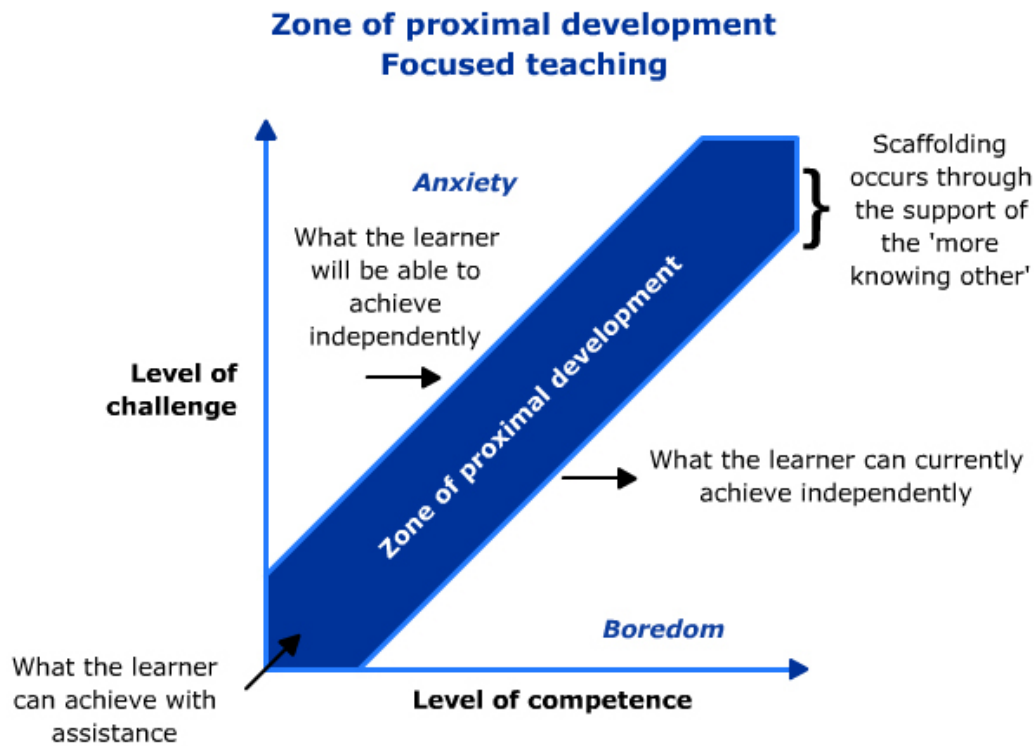 Zone of proximal development
Focused teaching
Anxiety
What the learner
will be able to
achieve
independently
Scaffolding
occurs through
the support of
the 'more
knowing other'
}
Level of
challenge
Zone of proximal development
What the learner can currently
achieve independently
Boredom
What the learner
can achieve with
assistance
Level of competence